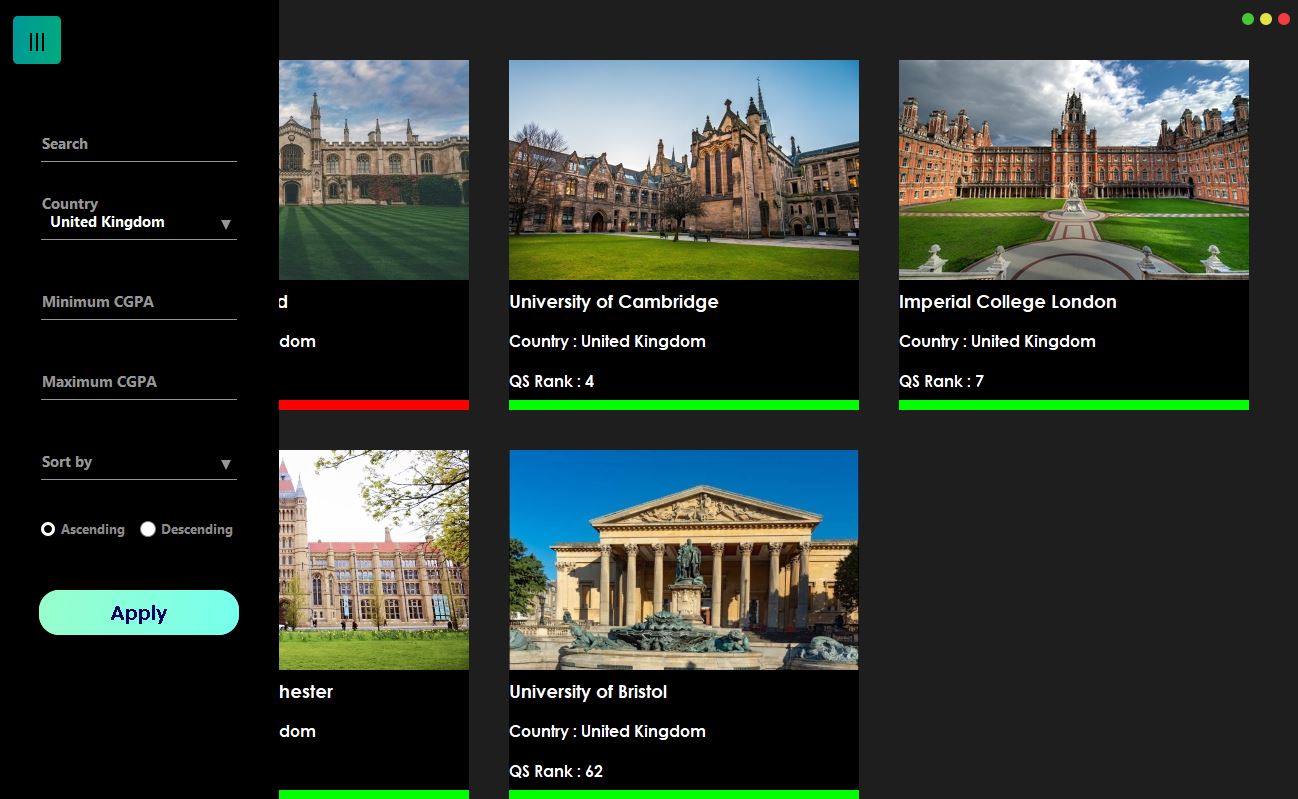 Search
Country
United Kingdom
Minimum CGPA
Maximum CGPA
Sort by
Ascending Descending
Apply
d
dom
University of Cambridge
Country : United Kingdom
QS Rank : 4
Imperial College London
Country : United Kingdom
QS Rank : 7
hester
dom
University of Bristol
Country : United Kingdom
QS Rank : 62